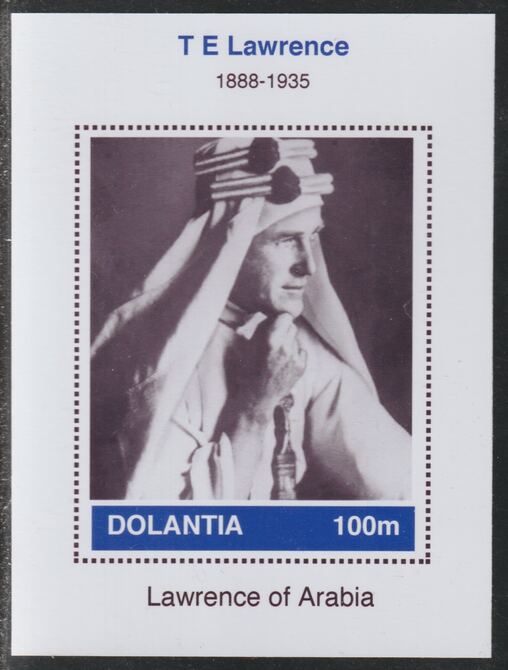 T E Lawrence
1888-1935
DOLANTIA 100m
Lawrence of Arabia